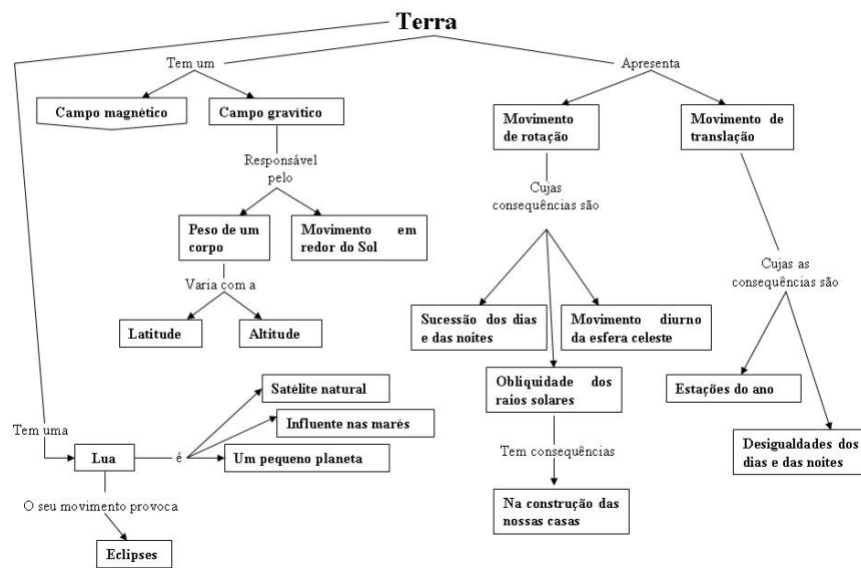 Terra
Tem um
Apresenta
Campo magnético
Campo gravítico
Movimento
de rotação
Movimento de
translação
Responsável
pelo
Cujas
consequências são
Peso de um
corpo
Movimento em
redor do Sol
Varia com a
Cujas as
consequências são
Latitude
Altitude
Sucessão dos dias
e das noites
Movimento diurno
da esfera celeste
Obliquidade dos
raios solares
Estações do ano
Satélite natural
Influente nas marés
Tem uma
Lua
é
Um pequeno planeta
Tem consequências
Desigualdades dos
dias e das noites
O seu movimento provoca
Na construção das
nossas casas
Eclipses